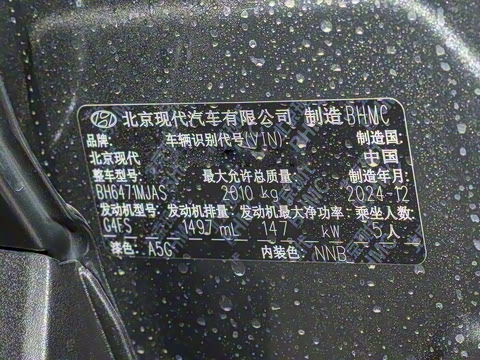 北京现代汽车有限公司 制造 BHMC
品牌: 车辆识别代号(VIN): 制造国:
北京现代 中国
整车型号: 最大允许总质量: 制造年月:
BH6471MJAS 2010 kg 2024-12
发动机型号: 发动机排量: 发动机最大净功率: 乘坐人数:
G4FS 1497 mL 147 kW 5人
漆色: A5G 内装色: NNB